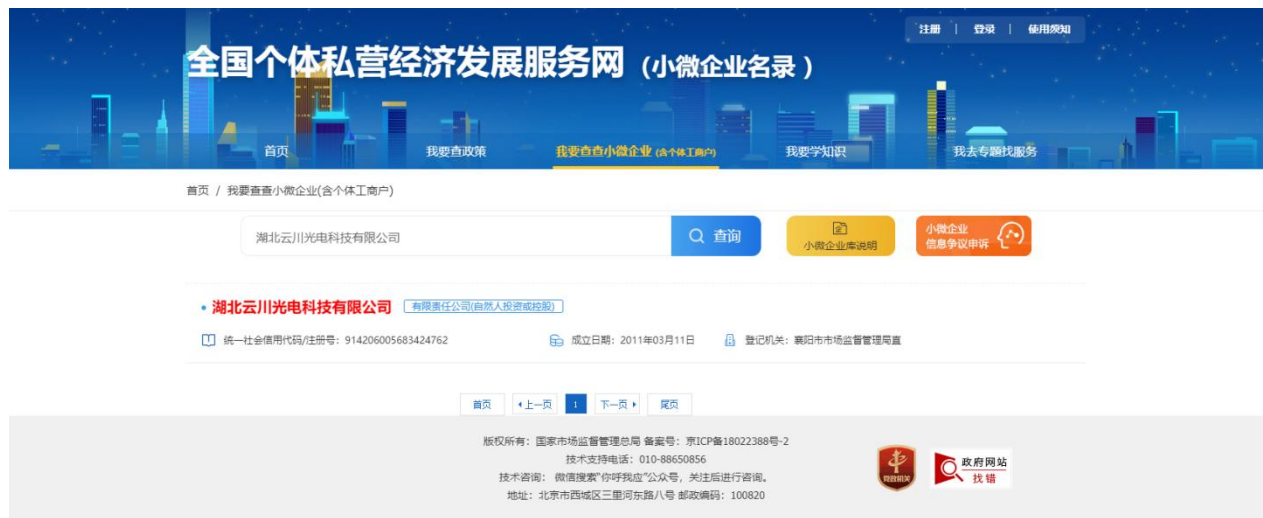 注册 | 登录 | 使用须知
全国个体私营经济发展服务网（小微企业名录）
首页 我要查政策 我要查查小微企业(含个体工商户) 我要学知识 我去专题找服务
首页 / 我要查查小微企业(含个体工商户)
湖北云川光电科技有限公司 查询 小微企业库说明 小微企业
信息争议申诉
• 湖北云川光电科技有限公司 有限责任公司(自然人投资或控股)
统一社会信用代码/注册号：914206005683424762 成立日期：2011年03月11日 登记机关：襄阳市市场监督管理局直
首页 上一页 1 下一页 尾页
版权所有：国家市场监督管理总局 备案号：京ICP备18022388号-2
技术支持电话：010-88650856
技术咨询： 微信搜索“你呼我应”公众号，关注后进行咨询。
地址：北京市西城区三里河东路八号 邮政编码：100820
党政机关
政府网站
找错